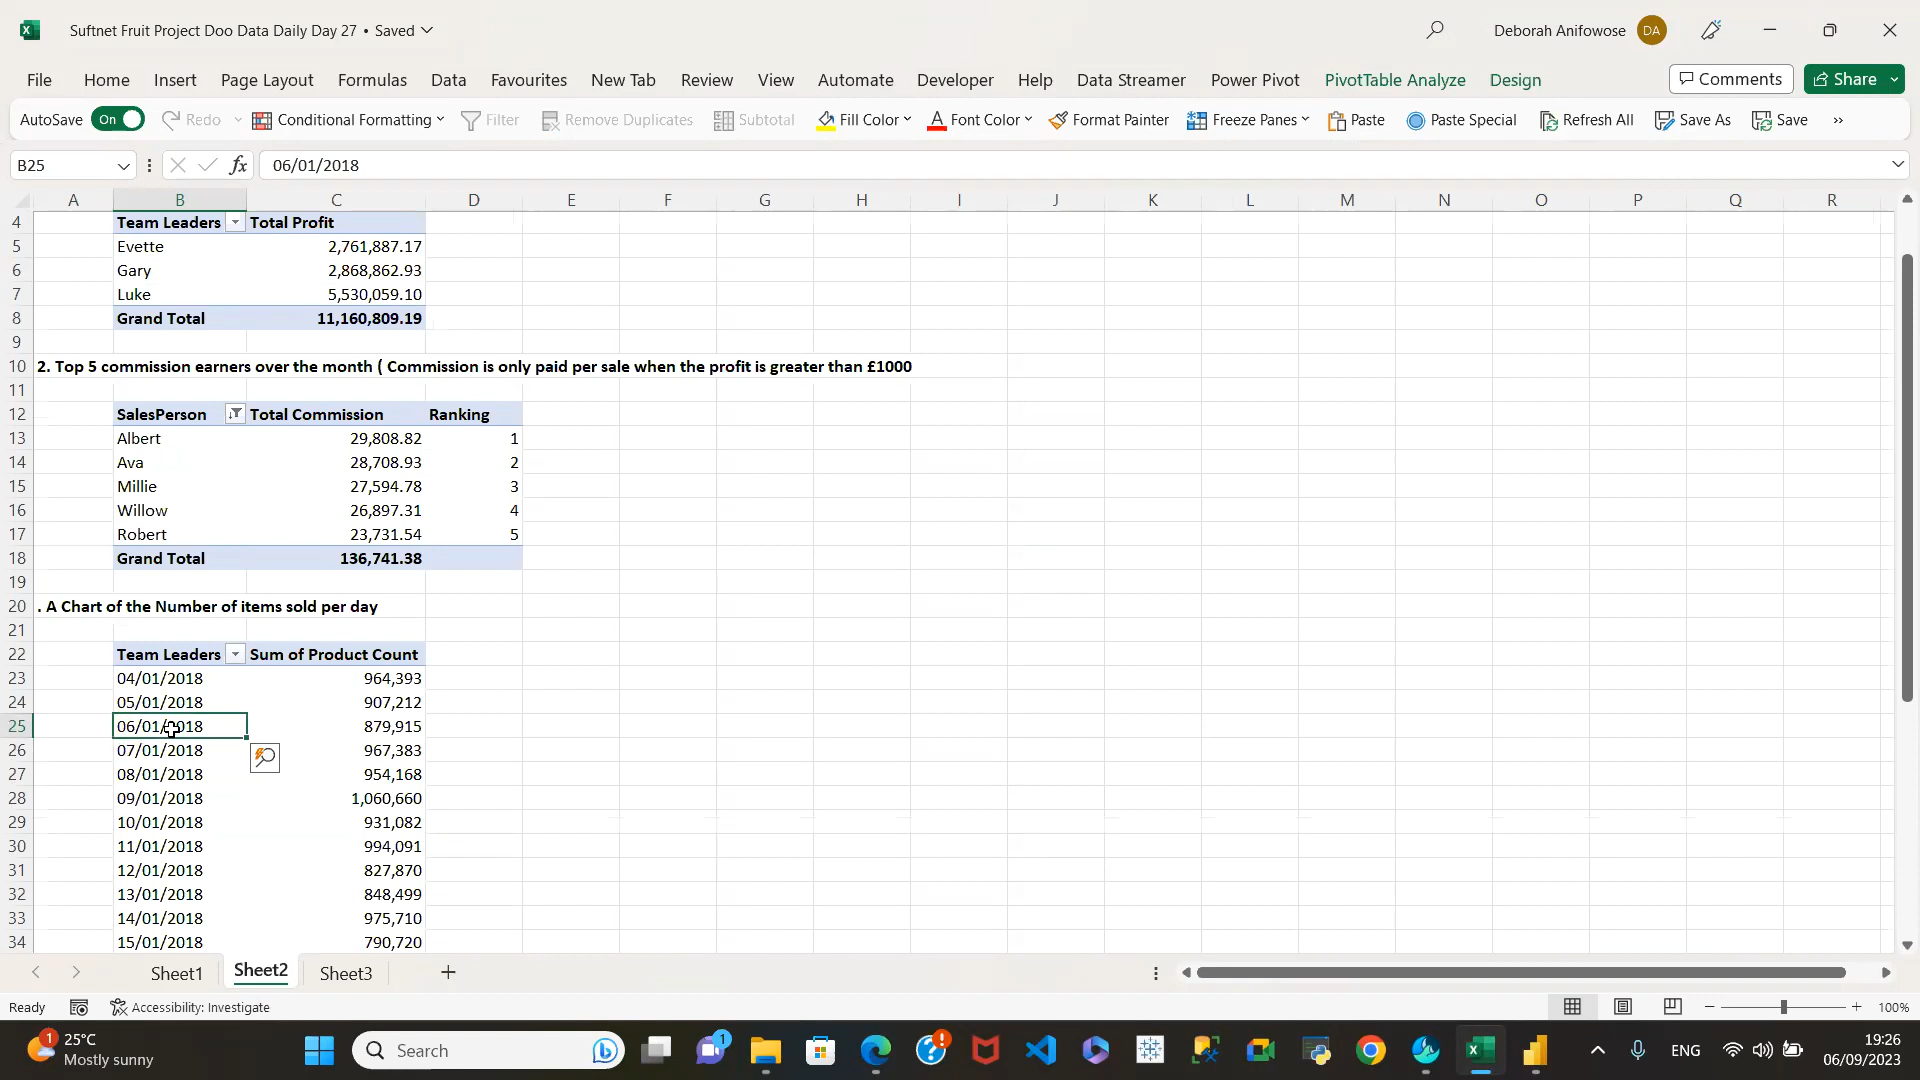 Suftnet Fruit Project Doo Data Daily Day 27 • Saved
Deborah Anifowose DA
File Home Insert Page Layout Formulas Data Favourites New Tab Review View Automate Developer Help Data Streamer Power Pivot PivotTable Analyze Design Comments Share
AutoSave On Redo Conditional Formatting Filter Remove Duplicates Subtotal Fill Color Font Color Format Painter Freeze Panes Paste Paste Special Refresh All Save As Save
B25 fx 06/01/2018
A B C D E F G H I J K L M N O P Q R
4 Team Leaders Total Profit
5 Evette 2,761,887.17
6 Gary 2,868,862.93
7 Luke 5,530,059.10
8 Grand Total 11,160,809.19
9
10 2. Top 5 commission earners over the month ( Commission is only paid per sale when the profit is greater than £1000
11
12 SalesPerson Total Commission Ranking
13 Albert 29,808.82 1
14 Ava 28,708.93 2
15 Millie 27,594.78 3
16 Willow 26,897.31 4
17 Robert 23,731.54 5
18 Grand Total 136,741.38
19
20 . A Chart of the Number of items sold per day
21
22 Team Leaders Sum of Product Count
23 04/01/2018 964,393
24 05/01/2018 907,212
25 06/01/2018 879,915
26 07/01/2018 967,383
27 08/01/2018 954,168
28 09/01/2018 1,060,660
29 10/01/2018 931,082
30 11/01/2018 994,091
31 12/01/2018 827,870
32 13/01/2018 848,499
33 14/01/2018 975,710
34 15/01/2018 790,720
Sheet1 Sheet2 Sheet3
Ready Accessibility: Investigate 100%
1 25°C Search 1 ENG 19:26
Mostly sunny 06/09/2023